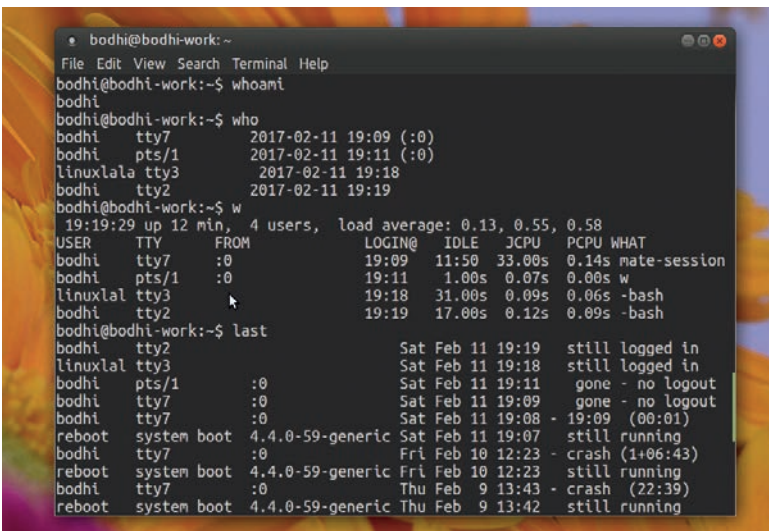 bodhi@bodhi-work: ~
File Edit View Search Terminal Help
bodhi@bodhi-work:~$ whoami
bodhi
bodhi@bodhi-work:~$ who
bodhi    tty7         2017-02-11 19:09 (:0)
bodhi    pts/1        2017-02-11 19:11 (:0)
linuxlala tty3         2017-02-11 19:18
bodhi    tty2         2017-02-11 19:19
bodhi@bodhi-work:~$ w
 19:19:29 up 12 min,  4 users,  load average: 0.13, 0.55, 0.58
USER     TTY      FROM             LOGIN@   IDLE   JCPU   PCPU WHAT
bodhi    tty7     :0               19:09   11:50  33.00s  0.14s mate-session
bodhi    pts/1    :0               19:11    1.00s  0.07s  0.00s w
linuxlal tty3                      19:18   31.00s  0.09s  0.06s -bash
bodhi    tty2                      19:19   17.00s  0.12s  0.09s -bash
bodhi@bodhi-work:~$ last
bodhi    tty2                          Sat Feb 11 19:19   still logged in
linuxlal tty3                          Sat Feb 11 19:18   still logged in
bodhi    pts/1        :0               Sat Feb 11 19:11    gone - no logout
bodhi    tty7         :0               Sat Feb 11 19:09    gone - no logout
bodhi    tty7         :0               Sat Feb 11 19:08 - 19:09  (00:01)
reboot   system boot  4.4.0-59-generic Sat Feb 11 19:07   still running
bodhi    tty7         :0               Fri Feb 10 12:23 - crash (1+06:43)
reboot   system boot  4.4.0-59-generic Fri Feb 10 12:23   still running
bodhi    tty7         :0               Thu Feb  9 13:43 - crash  (22:39)
reboot   system boot  4.4.0-59-generic Thu Feb  9 13:42   still running